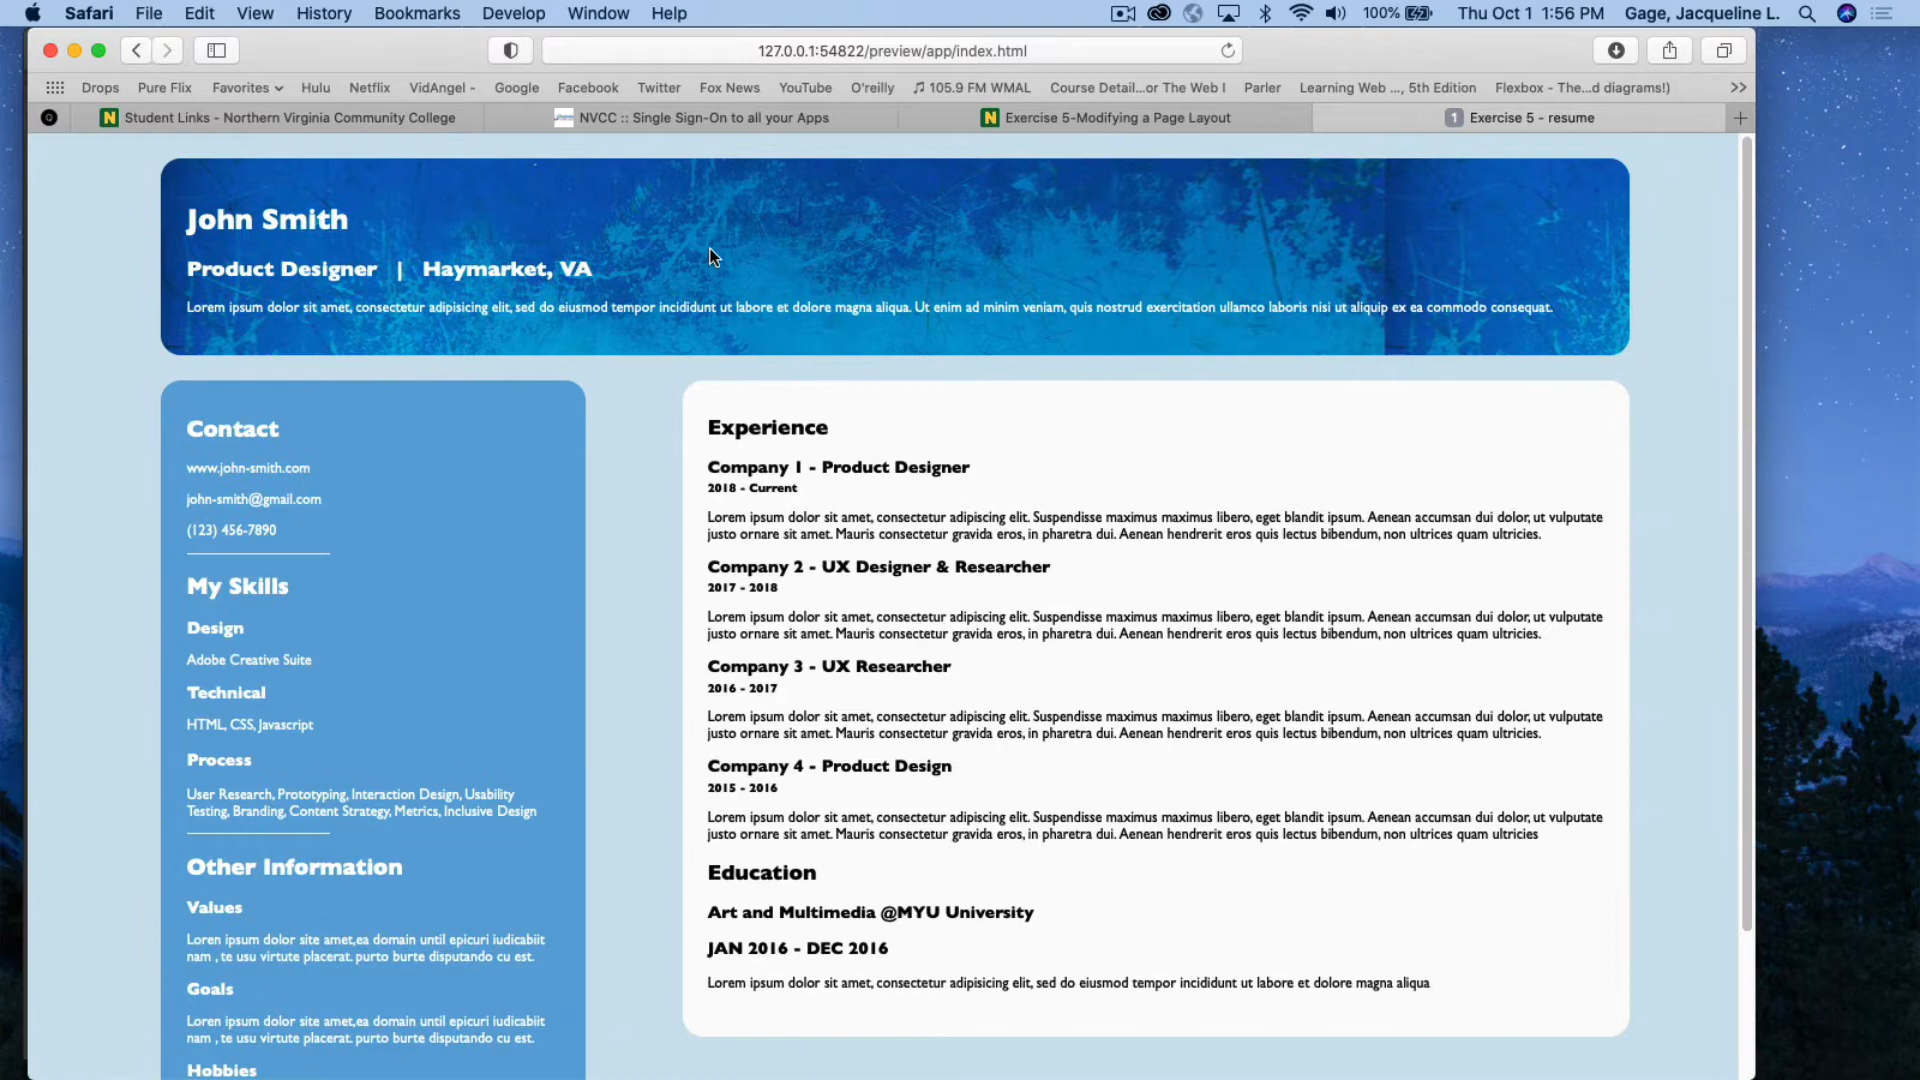 Safari File Edit View History Bookmarks Develop Window Help 100% Thu Oct 1 1:56 PM Gage, Jacqueline L.
127.0.0.1:54822/preview/app/index.html
Drops Pure Flix Favorites Hulu Netflix VidAngel - Google Facebook Twitter Fox News YouTube O'reilly 105.9 FM WMAL Course Detail...or The Web I Parler Learning Web ..., 5th Edition Flexbox - The...d diagrams!) >>
Student Links - Northern Virginia Community College NVCC :: Single Sign-On to all your Apps Exercise 5-Modifying a Page Layout 1 Exercise 5 - resume +
John Smith
Product Designer | Haymarket, VA
Lorem ipsum dolor sit amet, consectetur adipisicing elit, sed do eiusmod tempor incididunt ut labore et dolore magna aliqua. Ut enim ad minim veniam, quis nostrud exercitation ullamco laboris nisi ut aliquip ex ea commodo consequat.
Contact
www.john-smith.com
john-smith@gmail.com
(123) 456-7890
My Skills
Design
Adobe Creative Suite
Technical
HTML, CSS, Javascript
Process
User Research, Prototyping, Interaction Design, Usability
Testing, Branding, Content Strategy, Metrics, Inclusive Design
Other Information
Values
Loren ipsum dolor site amet,ea domain until epicuri iudicabiit
nam , te usu virtute placerat. purto burte disputando cu est.
Goals
Loren ipsum dolor site amet,ea domain until epicuri iudicabiit
nam , te usu virtute placerat. purto burte disputando cu est.
Hobbies
Experience
Company 1 - Product Designer
2018 - Current
Lorem ipsum dolor sit amet, consectetur adipiscing elit. Suspendisse maximus maximus libero, eget blandit ipsum. Aenean accumsan dui dolor, ut vulputate
justo ornare sit amet. Mauris consectetur gravida eros, in pharetra dui. Aenean hendrerit eros quis lectus bibendum, non ultrices quam ultricies.
Company 2 - UX Designer & Researcher
2017 - 2018
Lorem ipsum dolor sit amet, consectetur adipiscing elit. Suspendisse maximus maximus libero, eget blandit ipsum. Aenean accumsan dui dolor, ut vulputate
justo ornare sit amet. Mauris consectetur gravida eros, in pharetra dui. Aenean hendrerit eros quis lectus bibendum, non ultrices quam ultricies.
Company 3 - UX Researcher
2016 - 2017
Lorem ipsum dolor sit amet, consectetur adipiscing elit. Suspendisse maximus maximus libero, eget blandit ipsum. Aenean accumsan dui dolor, ut vulputate
justo ornare sit amet. Mauris consectetur gravida eros, in pharetra dui. Aenean hendrerit eros quis lectus bibendum, non ultrices quam ultricies.
Company 4 - Product Design
2015 - 2016
Lorem ipsum dolor sit amet, consectetur adipiscing elit. Suspendisse maximus maximus libero, eget blandit ipsum. Aenean accumsan dui dolor, ut vulputate
justo ornare sit amet. Mauris consectetur gravida eros, in pharetra dui. Aenean hendrerit eros quis lectus bibendum, non ultrices quam ultricies
Education
Art and Multimedia @MYU University
JAN 2016 - DEC 2016
Lorem ipsum dolor sit amet, consectetur adipisicing elit, sed do eiusmod tempor incididunt ut labore et dolore magna aliqua